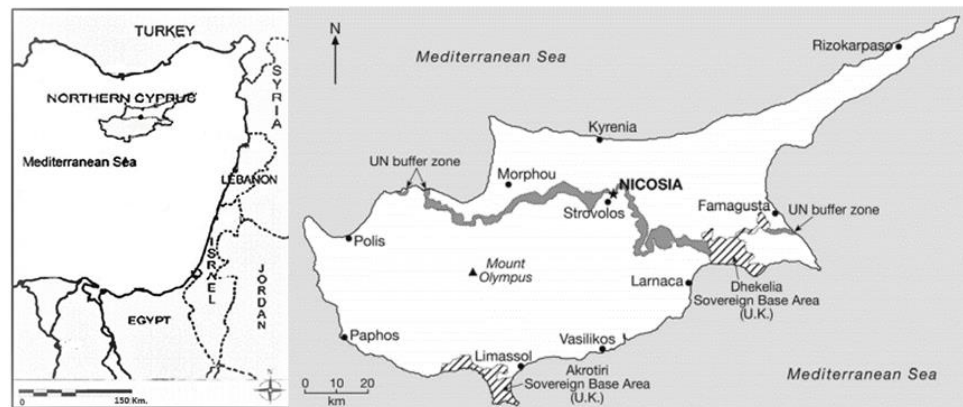 TURKEY
SYRIA
NORTHERN CYPRUS
Mediterranean Sea
LEBANON
ISRAEL
JORDAN
EGYPT
150 Km.
N
Mediterranean Sea
Rizokarpaso
Kyrenia
UN buffer zone
Morphou
NICOSIA
Strovolos
Famagusta
UN buffer zone
Polis
Mount
Olympus
Larnaca
Dhekelia
Sovereign Base Area
(U.K.)
Paphos
Vasilikos
Limassol
Akrotiri
Sovereign Base Area
(U.K.)
0 10 20
km
Mediterranean Sea